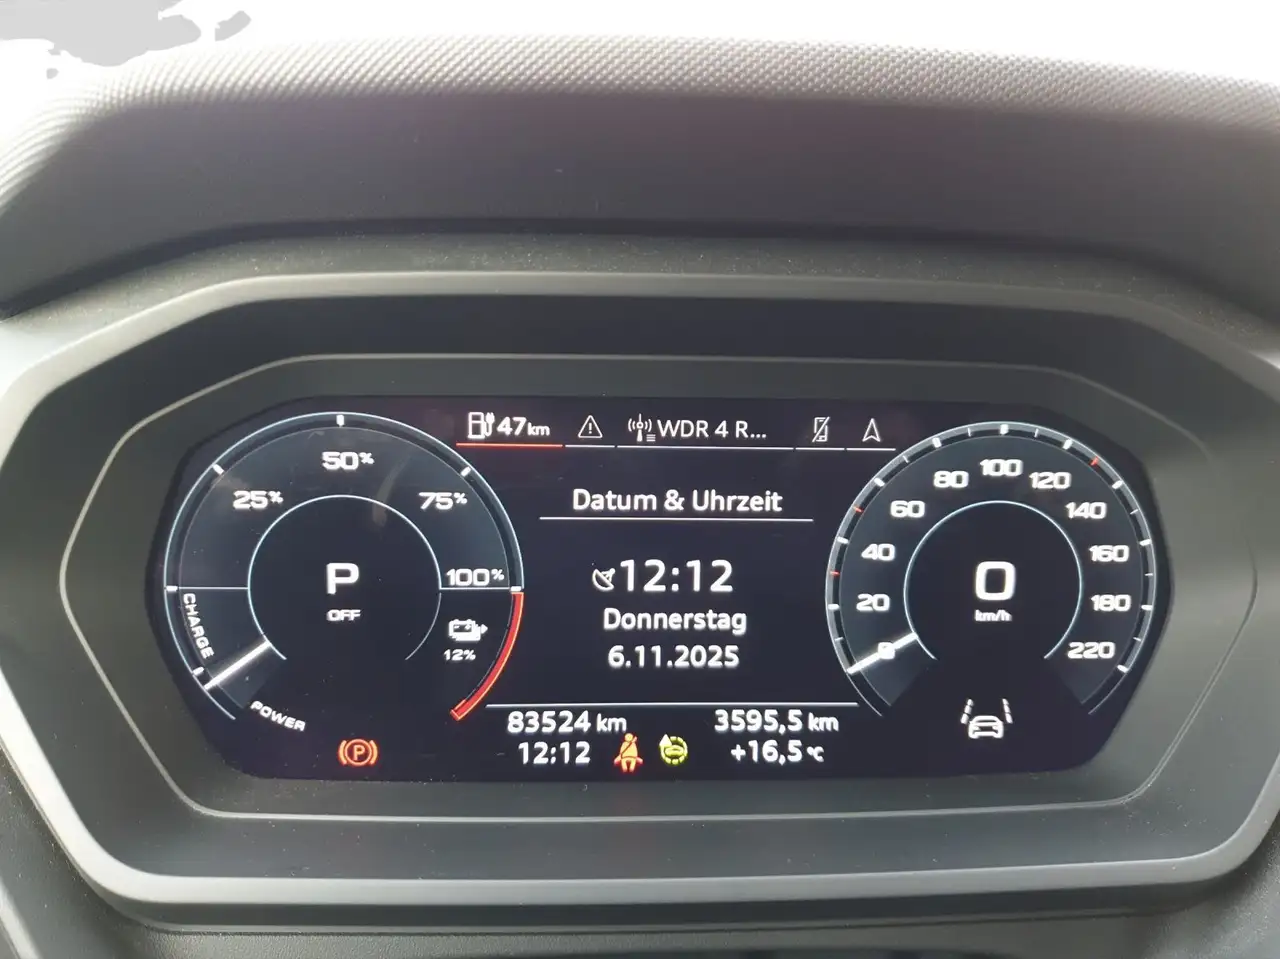 47 km
WDR 4 R...
Datum & Uhrzeit
12:12
Donnerstag
6.11.2025
83524 km
3595,5 km
12:12
+16,5 °C
25%
50%
75%
100%
P
OFF
12%
CHARGE
POWER
P
0
20
40
60
80
100
120
140
160
180
220
0
km/h